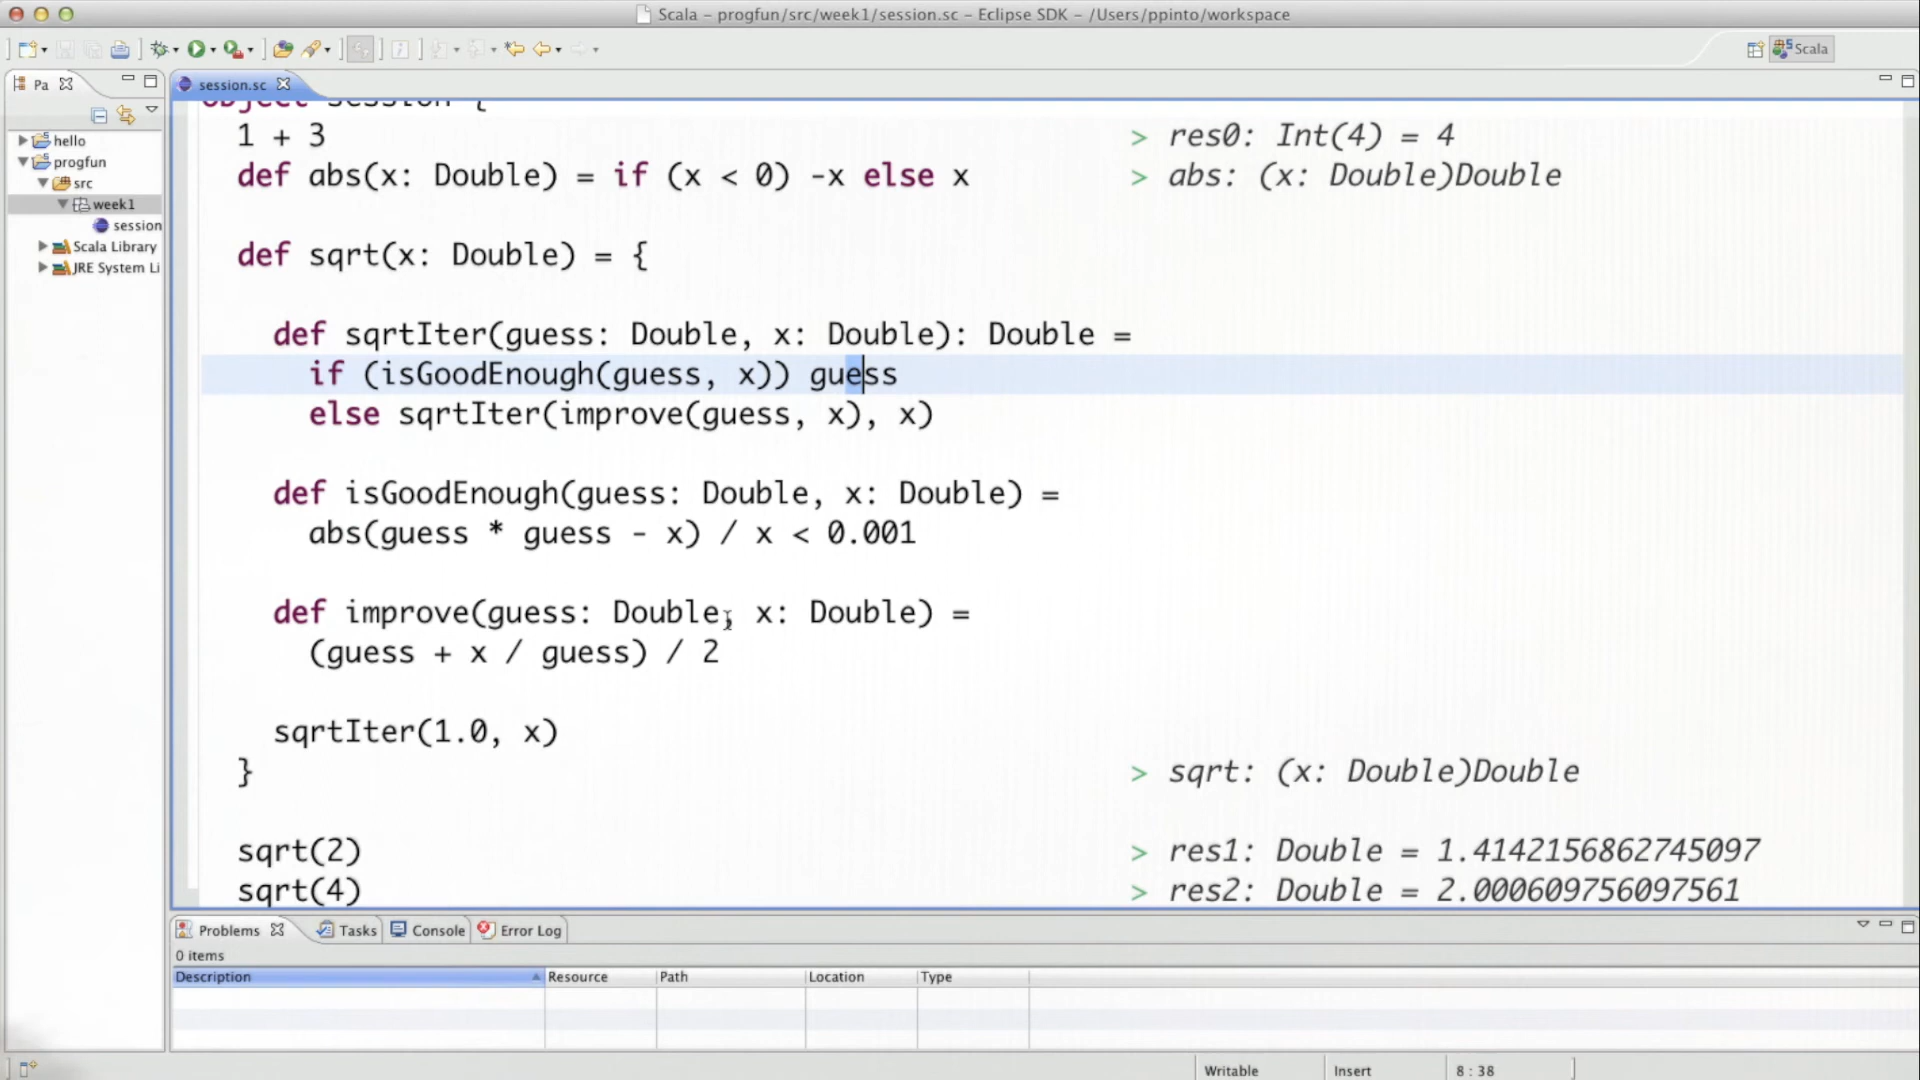 Scala – progfun/src/week1/session.sc – Eclipse SDK – /Users/ppinto/workspace
Scala
Pa
session.sc
hello
progfun
src
week1
session
Scala Library
JRE System Li
object session {
1 + 3
> res0: Int(4) = 4
def abs(x: Double) = if (x < 0) -x else x
> abs: (x: Double)Double
def sqrt(x: Double) = {
def sqrtIter(guess: Double, x: Double): Double =
if (isGoodEnough(guess, x)) guess
else sqrtIter(improve(guess, x), x)
def isGoodEnough(guess: Double, x: Double) =
abs(guess * guess - x) / x < 0.001
def improve(guess: Double, x: Double) =
(guess + x / guess) / 2
sqrtIter(1.0, x)
}
> sqrt: (x: Double)Double
sqrt(2)
> res1: Double = 1.4142156862745097
sqrt(4)
> res2: Double = 2.000609756097561
Problems
Tasks
Console
Error Log
0 items
Description
Resource
Path
Location
Type
Writable
Insert
8 : 38